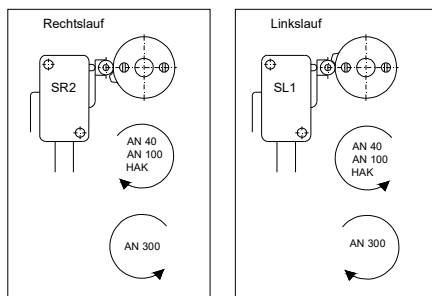 Rechtslauf
SR2
AN 40
AN 100
HAK
AN 300
Linkslauf
SL1
AN 40
AN 100
HAK
AN 300